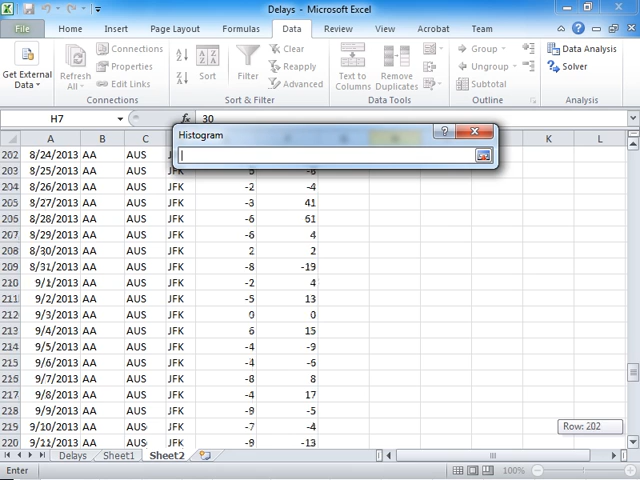 Delays - Microsoft Excel
File Home Insert Page Layout Formulas Data Review View Acrobat Team
Get External Data
Refresh All
Connections
Properties
Edit Links
Connections
Sort
Filter
Clear
Reapply
Advanced
Sort & Filter
Text to Columns
Remove Duplicates
Data Tools
Group
Ungroup
Subtotal
Outline
Data Analysis
Solver
Analysis
H7 fx 30
Histogram
A B C K L
202 8/24/2013 AA AUS
203 8/25/2013 AA AUS JFK
204 8/26/2013 AA AUS JFK -2 -4
205 8/27/2013 AA AUS JFK -3 41
206 8/28/2013 AA AUS JFK -6 61
207 8/29/2013 AA AUS JFK -6 4
208 8/30/2013 AA AUS JFK 2 2
209 8/31/2013 AA AUS JFK -8 -19
210 9/1/2013 AA AUS JFK -2 4
211 9/2/2013 AA AUS JFK -5 13
212 9/3/2013 AA AUS JFK 0 0
213 9/4/2013 AA AUS JFK 6 15
214 9/5/2013 AA AUS JFK -4 -9
215 9/6/2013 AA AUS JFK -4 -6
216 9/7/2013 AA AUS JFK -8 8
217 9/8/2013 AA AUS JFK -4 17
218 9/9/2013 AA AUS JFK -9 -5
219 9/10/2013 AA AUS JFK -7 -4
220 9/11/2013 AA AUS JFK -9 -13
Row: 202
Delays Sheet1 Sheet2
Enter 100%